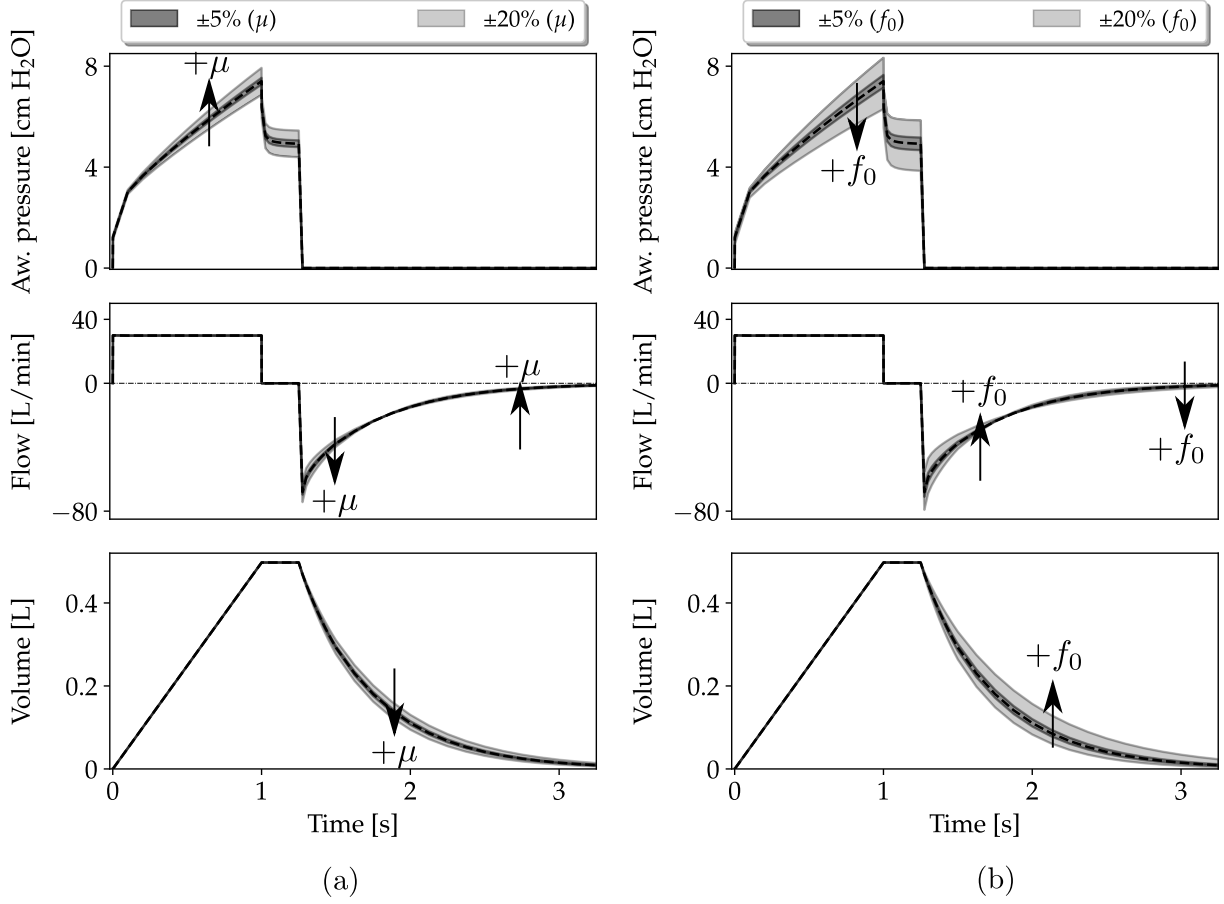 ±5% (μ) ±20% (μ)
Aw. pressure [cm H₂O]
8
4
0
+μ
Flow [L/min]
40
0
−80
+μ
+μ
Volume [L]
0.4
0.2
0
+μ
0 1 2 3
Time [s]
(a)
±5% (f₀) ±20% (f₀)
Aw. pressure [cm H₂O]
8
4
0
+f₀
Flow [L/min]
40
0
−80
+f₀
+f₀
Volume [L]
0.4
0.2
0
+f₀
0 1 2 3
Time [s]
(b)